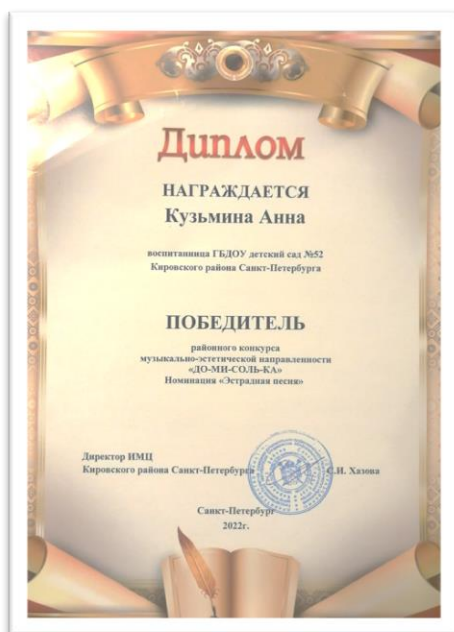 Диплом
НАГРАЖДАЕТСЯ
Кузьмина Анна
воспитанница ГБДОУ детский сад №52
Кировского района Санкт-Петербурга
ПОБЕДИТЕЛЬ
районного конкурса
музыкально-эстетической направленности
«ДО-МИ-СОЛЬ-КА»
Номинация «Эстрадная песня»
Директор ИМЦ
Кировского района Санкт-Петербурга С.И. Хазова
Санкт-Петербург
2022г.